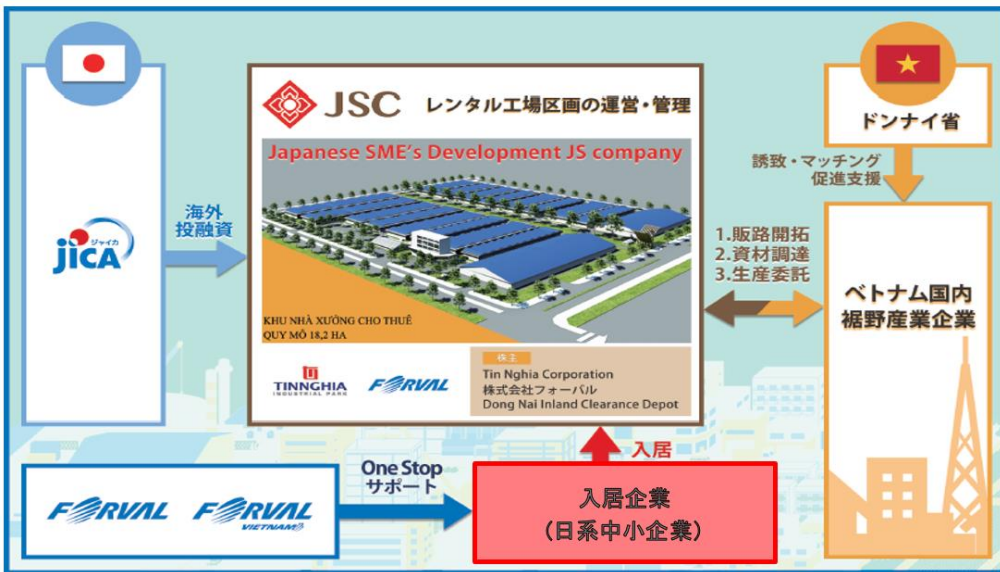 JSC レンタル工場区画の運営・管理
Japanese SME's Development JS company
KHU NHÀ XƯỞNG CHO THUÊ
QUY MÔ 18,2 HA
TINNGHIA
INDUSTRIAL PARK
FORVAL
株主
Tin Nghia Corporation
株式会社フォーバル
Dong Nai Inland Clearance Depot
ジャイカ
jICA
海外
投融資
ドンナイ省
誘致・マッチング
促進支援
1.販路開拓
2.資材調達
3.生産委託
ベトナム国内
裾野産業企業
FORVAL
FORVAL
VIETNAM
One Stop
サポート
入居
入居企業
(日系中小企業)